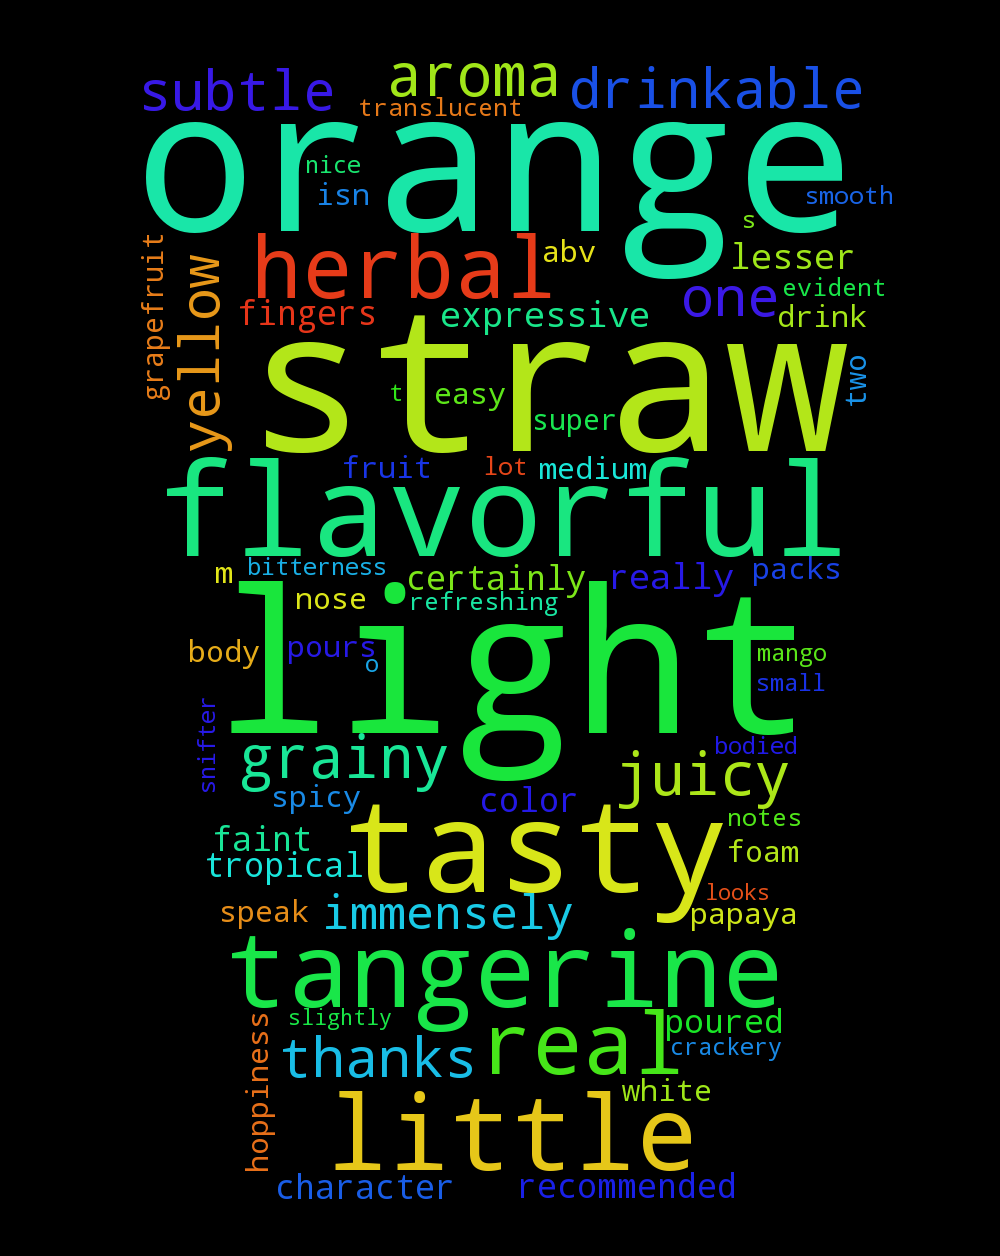 aroma
subtle
drinkable
translucent
orange
nice
isn
smooth
s
herbal
abv
lesser
grapefruit
yellow
one
evident
fingers
expressive
drink
straw
two
t
easy
super
fruit
lot
medium
flavorful
m
bitterness
certainly
really
packs
nose
refreshing
light
body
pours
o
mango
small
snifter
bodied
grainy
juicy
spicy
color
tasty
notes
faint
foam
tropical
looks
speak
immensely
papaya
tangerine
slightly
real
poured
hoppiness
thanks
crackery
white
little
character
recommended